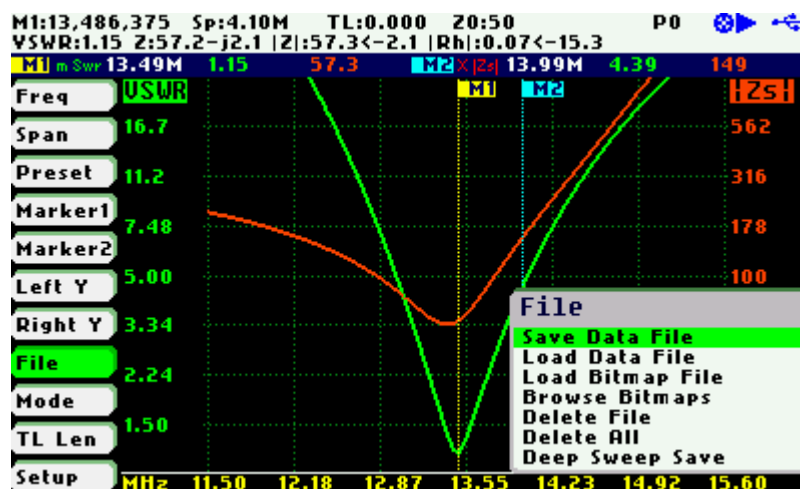 M1:13,486,375 Sp:4.10M TL:0.000 Z0:50 P0
VSWR:1.15 Z:57.2-j2.1 |Z|:57.3<-2.1 |Rh|:0.07<-15.3
M1 m Swr 13.49M 1.15 57.3 M2 X |Zs| 13.99M 4.39 149
Freq
Span
Preset
Marker1
Marker2
Left Y
Right Y
File
Mode
TL Len
Setup
VSWR
16.7
11.2
7.48
5.00
3.34
2.24
1.50
M1 M2
|Zs|
562
316
178
100
File
Save Data File
Load Data File
Load Bitmap File
Browse Bitmaps
Delete File
Delete All
Deep Sweep Save
MHz 11.50 12.18 12.87 13.55 14.23 14.92 15.60